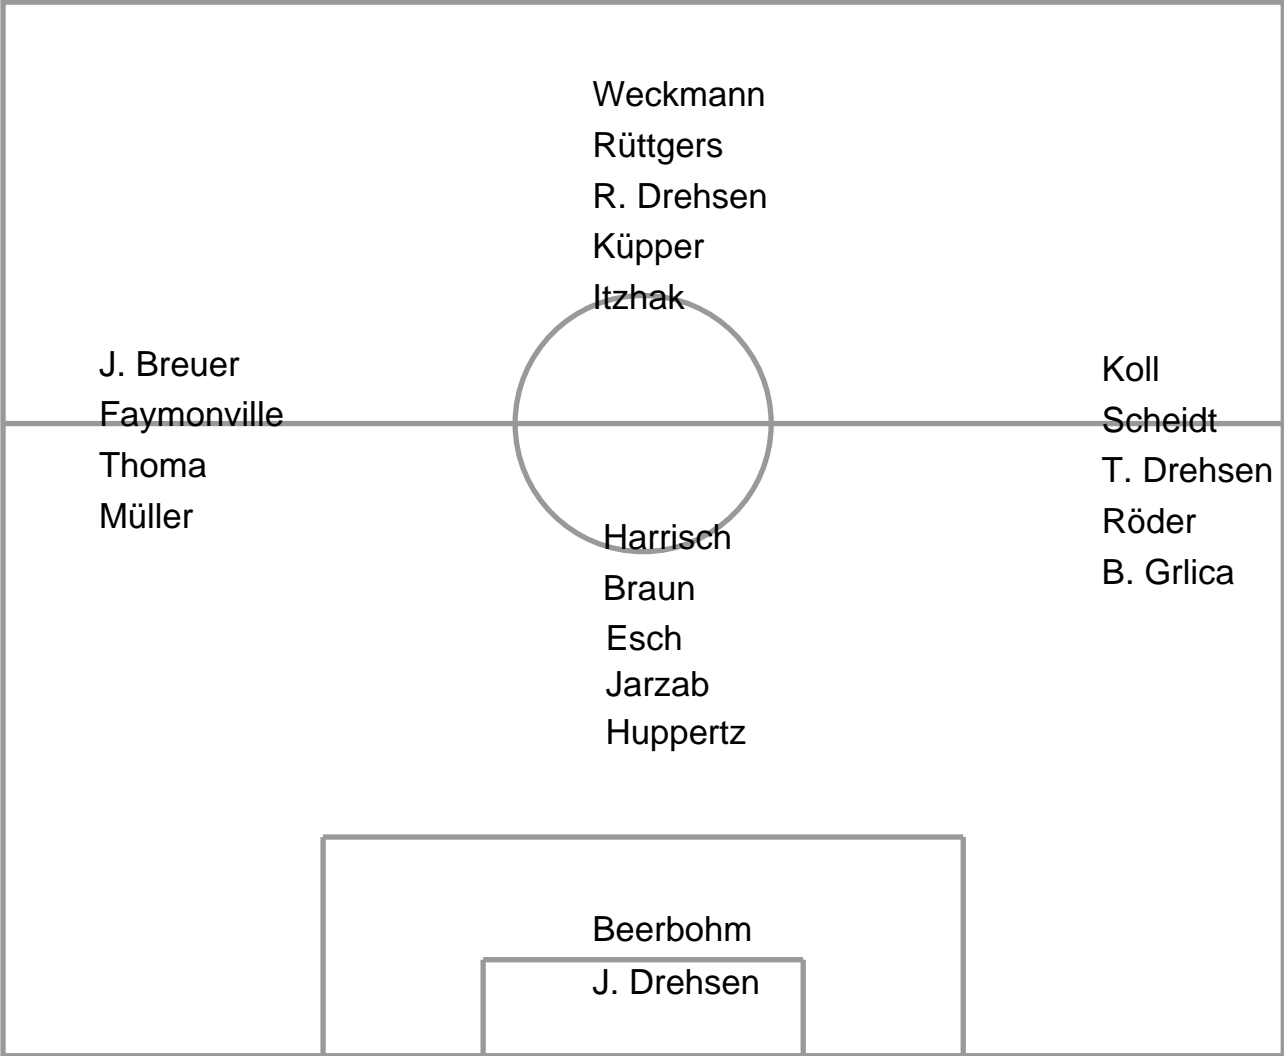 Weckmann
Rüttgers
R. Drehsen
Küpper
Itzhak
J. Breuer
Faymonville
Thoma
Müller
Koll
Scheidt
T. Drehsen
Röder
B. Grlica
Harrisch
Braun
Esch
Jarzab
Huppertz
Beerbohm
J. Drehsen